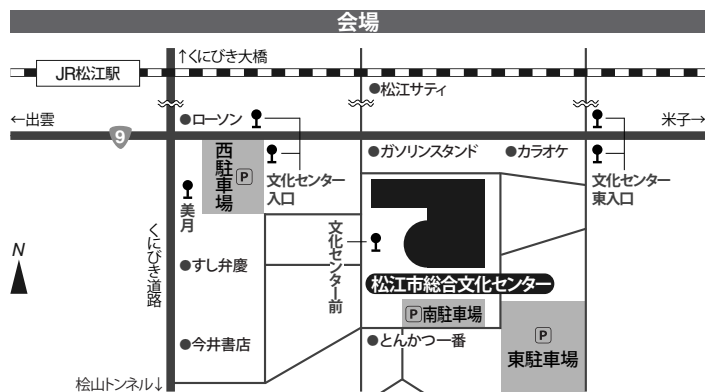 会場
↑くにびき大橋
JR松江駅
●松江サティ
←出雲
●ローソン
米子→
9
西駐車場
P
文化センター
入口
●ガソリンスタンド
●カラオケ
文化センター
東入口
美月
文化センター前
N
くにびき道路
●すし弁慶
松江市総合文化センター
P南駐車場
●今井書店
●とんかつ一番
P
東駐車場
桧山トンネル↓